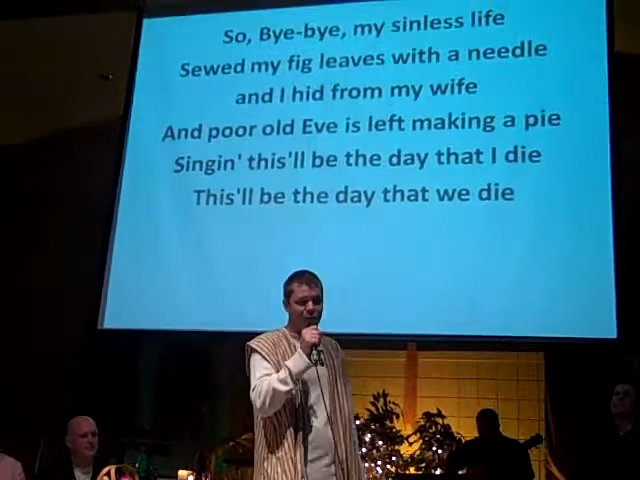 So, Bye-bye, my sinless life
Sewed my fig leaves with a needle
and I hid from my wife
And poor old Eve is left making a pie
Singin' this'll be the day that I die
This'll be the day that we die